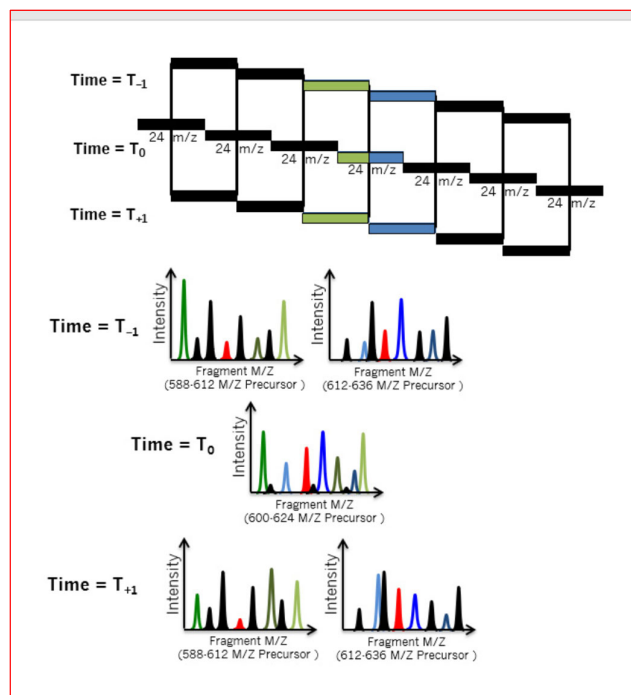 Time = T–1
24 m/z
24 m/z
Time = T0
24 m/z
24 m/z
24 m/z
24 m/z
24 m/z
Time = T+1
Time = T–1
Intensity
Fragment M/Z
(588-612 M/Z Precursor )
Intensity
Fragment M/Z
(612-636 M/Z Precursor )
Time = T0
Intensity
Fragment M/Z
(600-624 M/Z Precursor )
Time = T+1
Intensity
Fragment M/Z
(588-612 M/Z Precursor )
Intensity
Fragment M/Z
(612-636 M/Z Precursor )